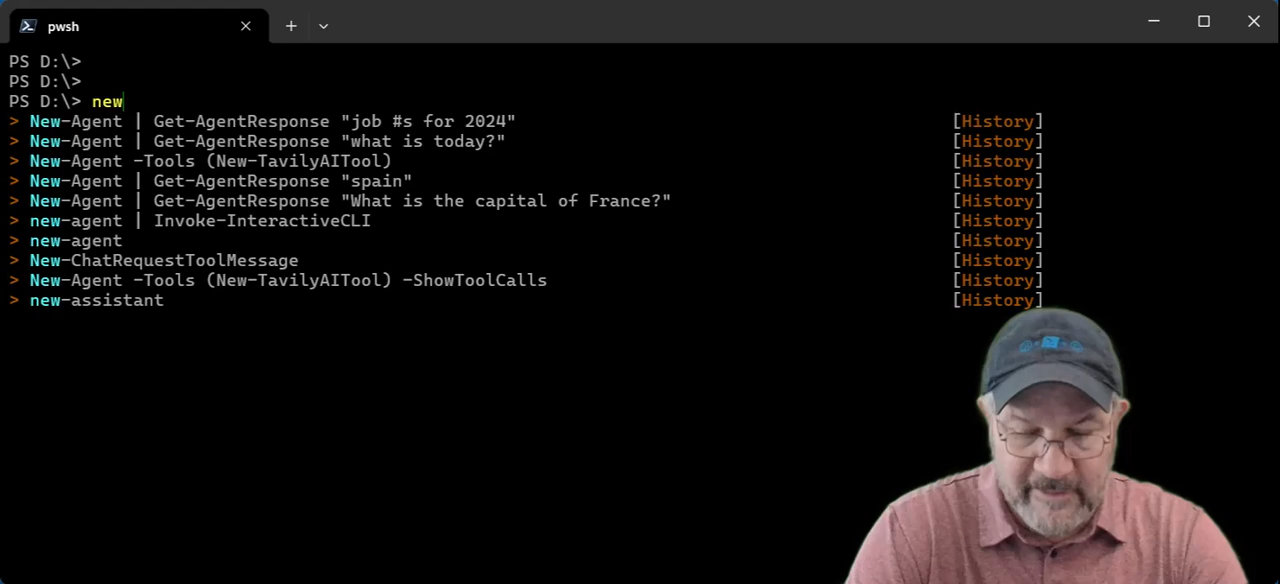 pwsh
PS D:\>
PS D:\>
PS D:\> new
> New-Agent | Get-AgentResponse "job #s for 2024" [History]
> New-Agent | Get-AgentResponse "what is today?" [History]
> New-Agent -Tools (New-TavilyAITool) [History]
> New-Agent | Get-AgentResponse "spain" [History]
> New-Agent | Get-AgentResponse "What is the capital of France?" [History]
> new-agent | Invoke-InteractiveCLI [History]
> new-agent [History]
> New-ChatRequestToolMessage [History]
> New-Agent -Tools (New-TavilyAITool) -ShowToolCalls [History]
> new-assistant [History]